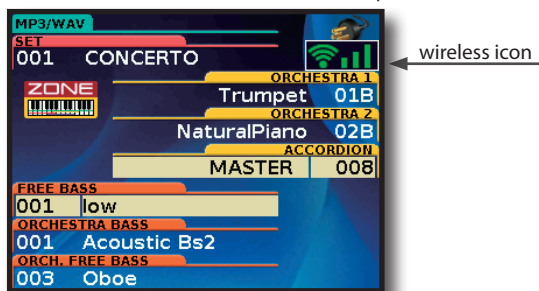 MP3/WAV
SET
001 CONCERTO
wireless icon
ZONE
ORCHESTRA 1
Trumpet 01B
ORCHESTRA 2
NaturalPiano 02B
ACCORDION
MASTER 008
FREE BASS
001 low
ORCHESTRA BASS
001 Acoustic Bs2
ORCH. FREE BASS
003 Oboe